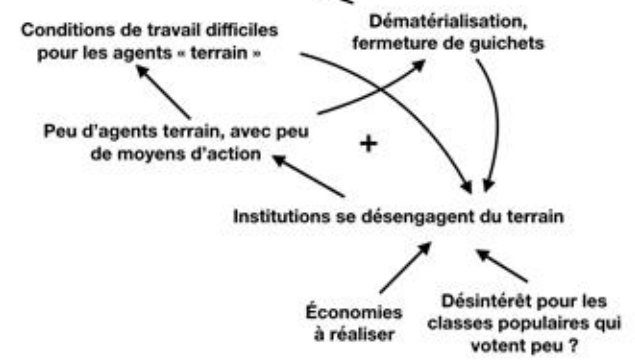 Conditions de travail difficiles
pour les agents « terrain »
Dématérialisation,
fermeture de guichets
Peu d'agents terrain, avec peu
de moyens d'action
+
Institutions se désengagent du terrain
Économies
à réaliser
Désintérêt pour les
classes populaires qui
votent peu ?